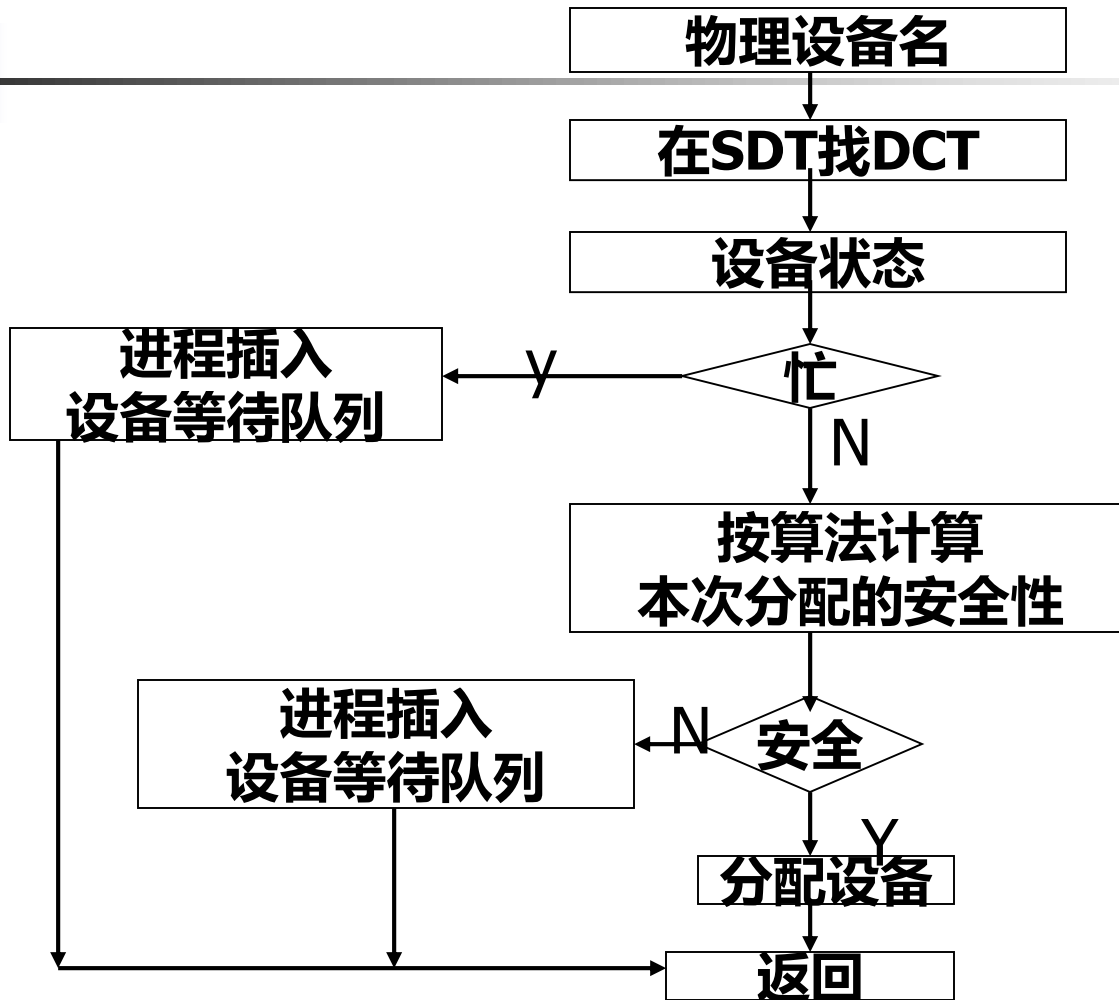 物理设备名
在SDT找DCT
设备状态
忙
y
进程插入
设备等待队列
N
按算法计算
本次分配的安全性
安全
N
进程插入
设备等待队列
Y
分配设备
返回